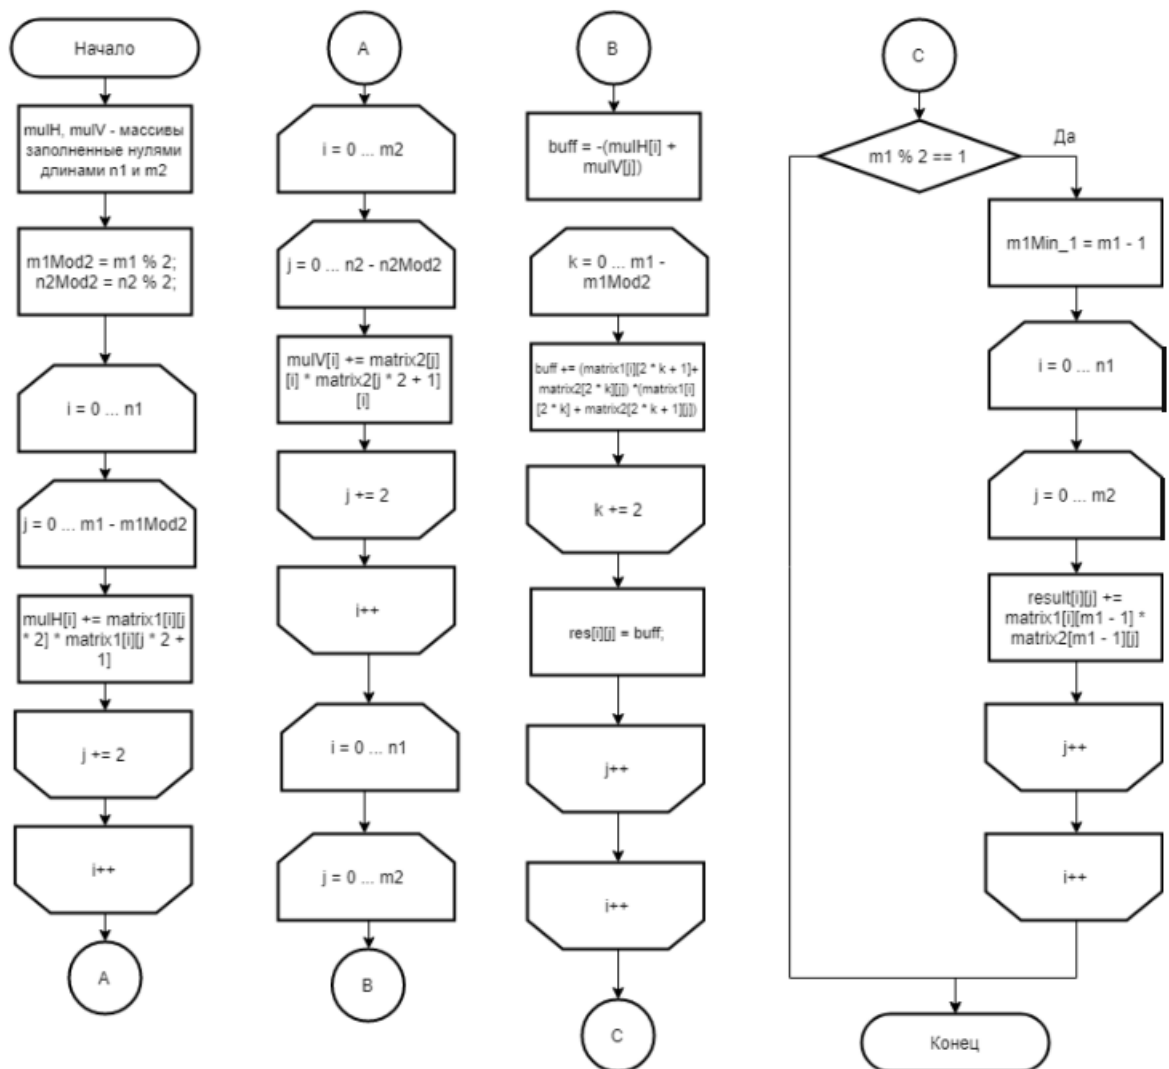 Начало
mulH, mulV - массивы
заполненные нулями
длинами n1 и m2
m1Mod2 = m1 % 2;
n2Mod2 = n2 % 2;
i = 0 ... n1
j = 0 ... m1 - m1Mod2
mulH[i] += matrix1[i][j
* 2] * matrix1[i][j * 2 +
1]
j += 2
i++
A
A
i = 0 ... m2
j = 0 ... n2 - n2Mod2
mulV[i] += matrix2[j]
[i] * matrix2[j * 2 + 1]
[i]
j += 2
i++
i = 0 ... n1
j = 0 ... m2
B
B
buff = -(mulH[i] +
mulV[j])
k = 0 ... m1 -
m1Mod2
buff += (matrix1[i][2 * k + 1]+
matrix2[2 * k][j]) *(matrix1[i]
[2 * k] + matrix2[2 * k + 1][j])
k += 2
res[i][j] = buff;
j++
i++
C
C
m1 % 2 == 1
Да
m1Min_1 = m1 - 1
i = 0 ... n1
j = 0 ... m2
result[i][j] +=
matrix1[i][m1 - 1] *
matrix2[m1 - 1][j]
j++
i++
Конец